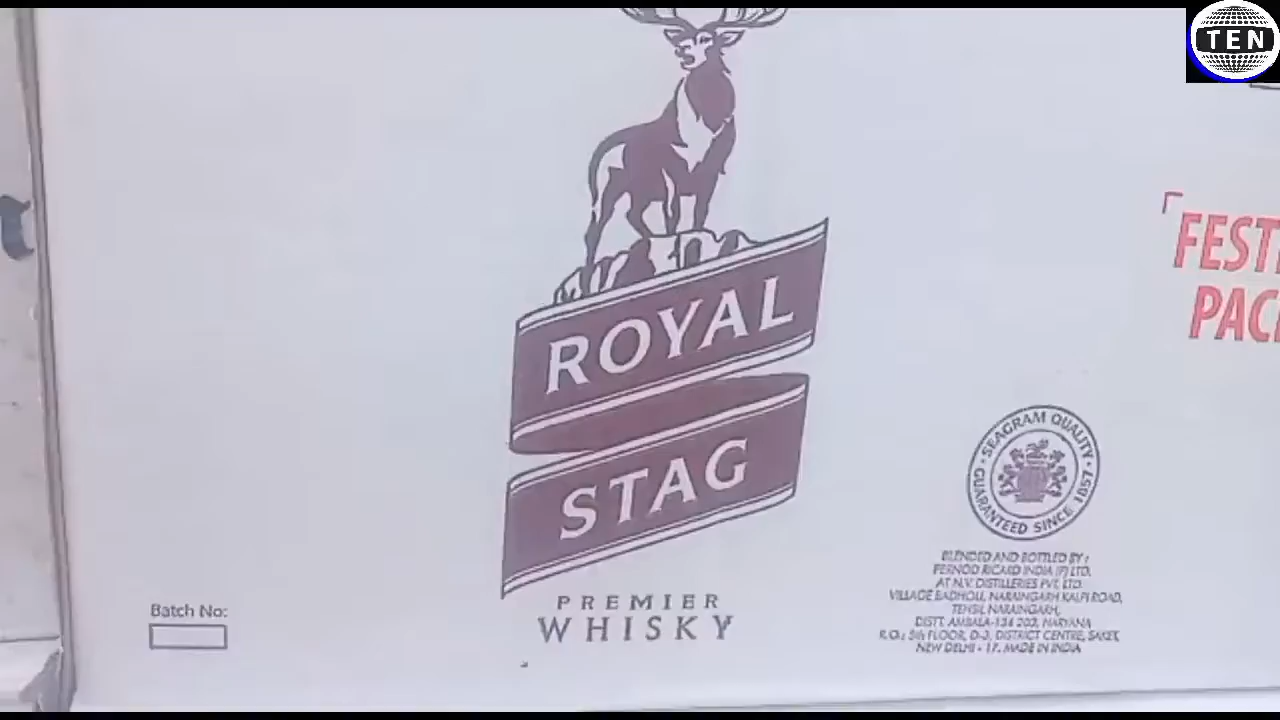 TEN
FEST
PAC
ROYAL
STAG
SEAGRAM QUALITY
GUARANTEED SINCE 1857
PREMIER
WHISKY
Batch No:
BLENDED AND BOTTLED BY :
PERNOD RICARD INDIA (P) LTD.
AT N.V. DISTILLERIES PVT. LTD.
VILLAGE BADHOLI, NARAINGARH KALPI ROAD,
TEHSIL NARAINGARH,
DISTT. AMBALA-134 203, HARYANA
R.O.: 5th FLOOR, D-3, DISTRICT CENTRE, SAKET,
NEW DELHI - 17. MADE IN INDIA